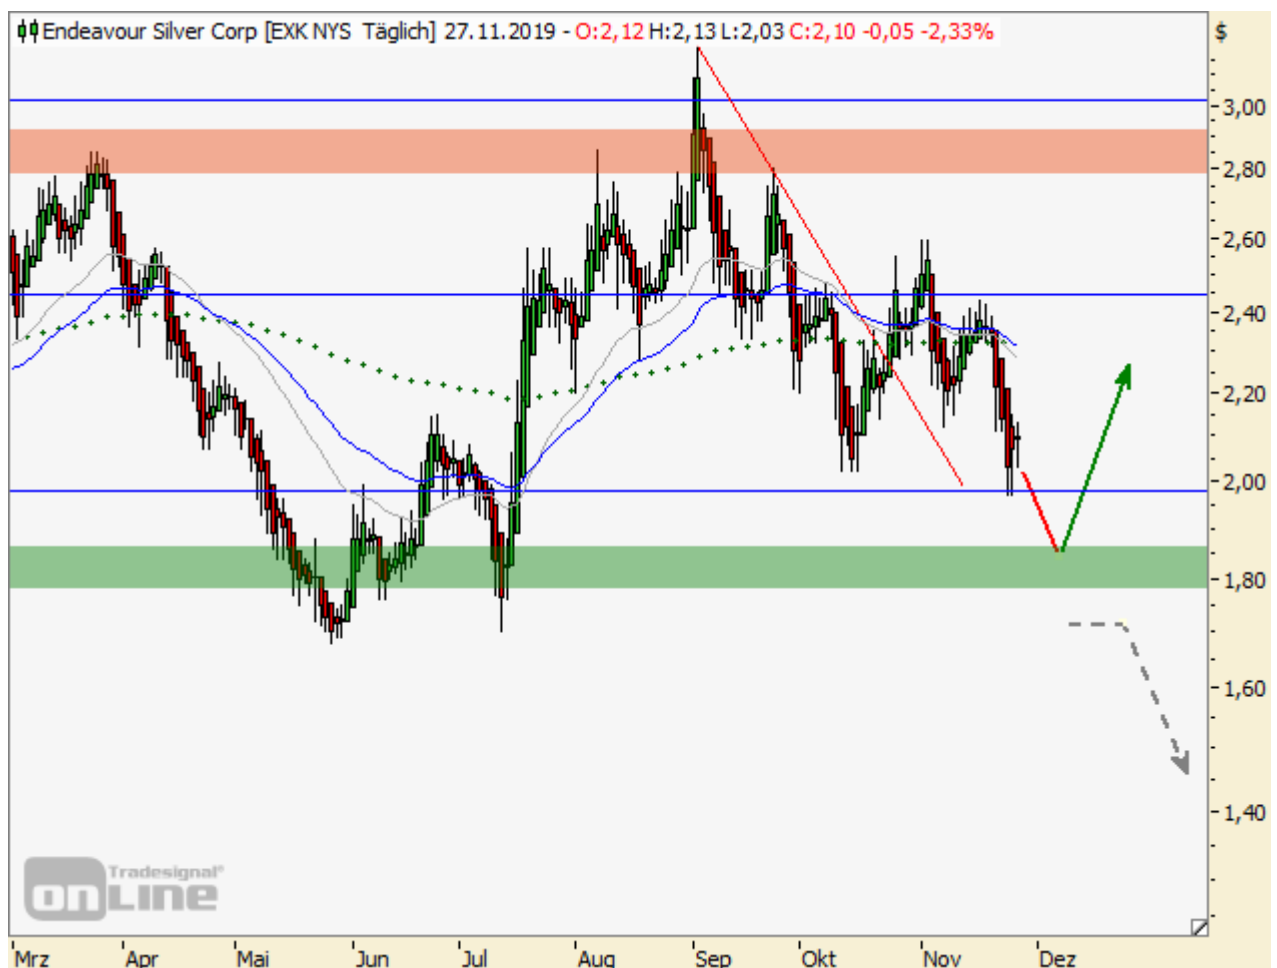 Endeavour Silver Corp [EXK NYS Täglich] 27.11.2019 - O:2,12 H:2,13 L:2,03 C:2,10 -0,05 -2,33%
$
3,00
2,80
2,60
2,40
2,20
2,00
1,80
1,60
1,40
Tradesignal®
onLine
Mrz Apr Mai Jun Jul Aug Sep Okt Nov Dez